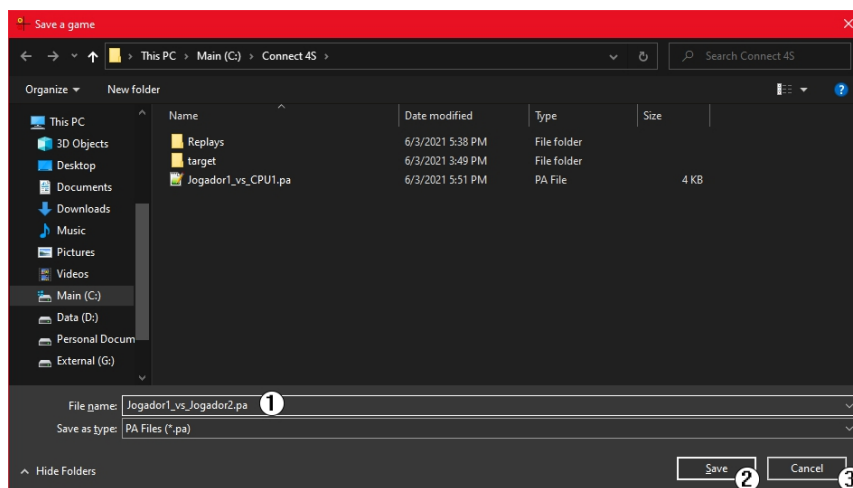 Save a game
This PC > Main (C:) > Connect 4S >
Search Connect 4S
Organize
New folder
Name
Date modified
Type
Size
This PC
3D Objects
Desktop
Documents
Downloads
Music
Pictures
Videos
Main (C:)
Data (D:)
Personal Docum
External (G:)
Replays 6/3/2021 5:38 PM File folder
target 6/3/2021 3:49 PM File folder
Jogador1_vs_CPU1.pa 6/3/2021 5:51 PM PA File 4 KB
File name: Jogador1_vs_Jogador2.pa 1
Save as type: PA Files (*.pa)
Hide Folders
Save 2
Cancel 3